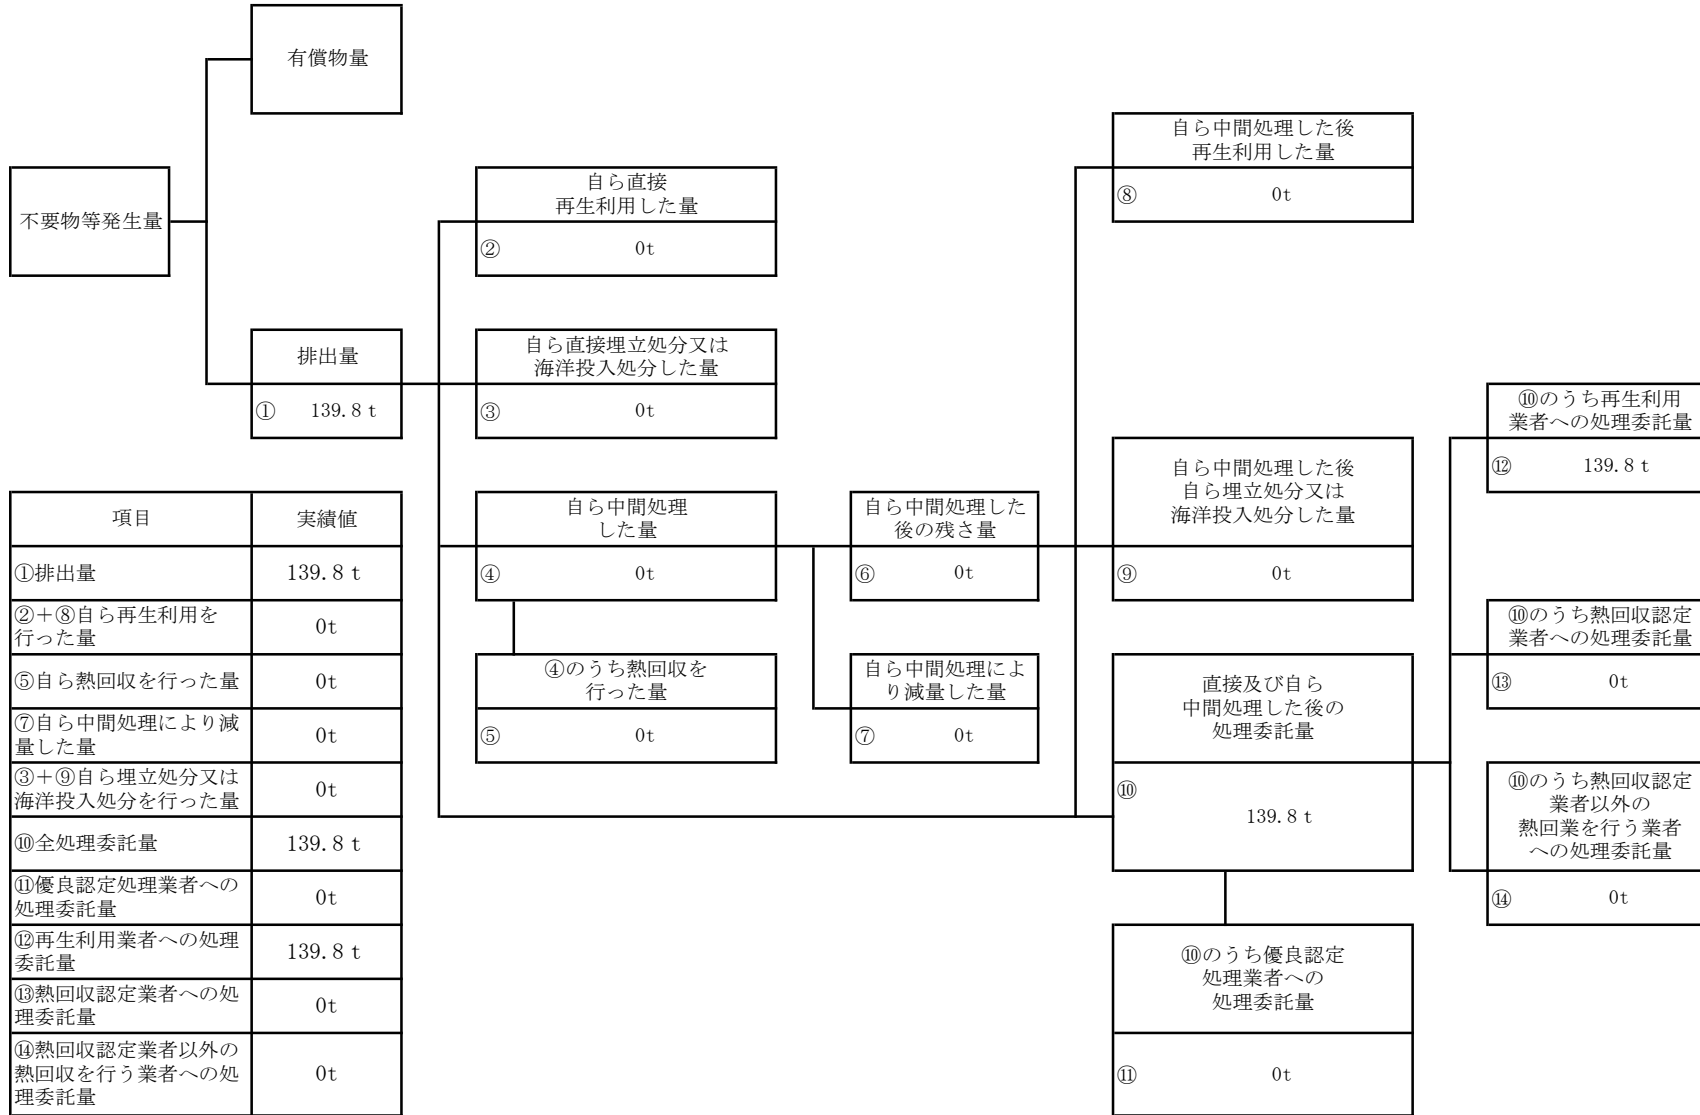 有償物量
不要物等発生量
排出量
① 139.8 t
自ら直接
再生利用した量
② 0t
自ら直接埋立処分又は
海洋投入処分した量
③ 0t
自ら中間処理
した量
④ 0t
④のうち熱回収を
行った量
⑤ 0t
自ら中間処理した
後の残さ量
⑥ 0t
自ら中間処理によ
り減量した量
⑦ 0t
自ら中間処理した後
再生利用した量
⑧ 0t
自ら中間処理した後
自ら埋立処分又は
海洋投入処分した量
⑨ 0t
直接及び自ら
中間処理した後の
処理委託量
⑩
139.8 t
⑩のうち優良認定
処理業者への
処理委託量
⑪ 0t
⑩のうち再生利用
業者への処理委託量
⑫ 139.8 t
⑩のうち熱回収認定
業者への処理委託量
⑬ 0t
⑩のうち熱回収認定
業者以外の
熱回業を行う業者
への処理委託量
⑭ 0t
項目 実績値
①排出量 139.8 t
②+⑧自ら再生利用を
行った量 0t
⑤自ら熱回収を行った量 0t
⑦自ら中間処理により減
量した量 0t
③+⑨自ら埋立処分又は
海洋投入処分を行った量 0t
⑩全処理委託量 139.8 t
⑪優良認定処理業者への
処理委託量 0t
⑫再生利用業者への処理
委託量 139.8 t
⑬熱回収認定業者への処
理委託量 0t
⑭熱回収認定業者以外の
熱回収を行う業者への処
理委託量 0t